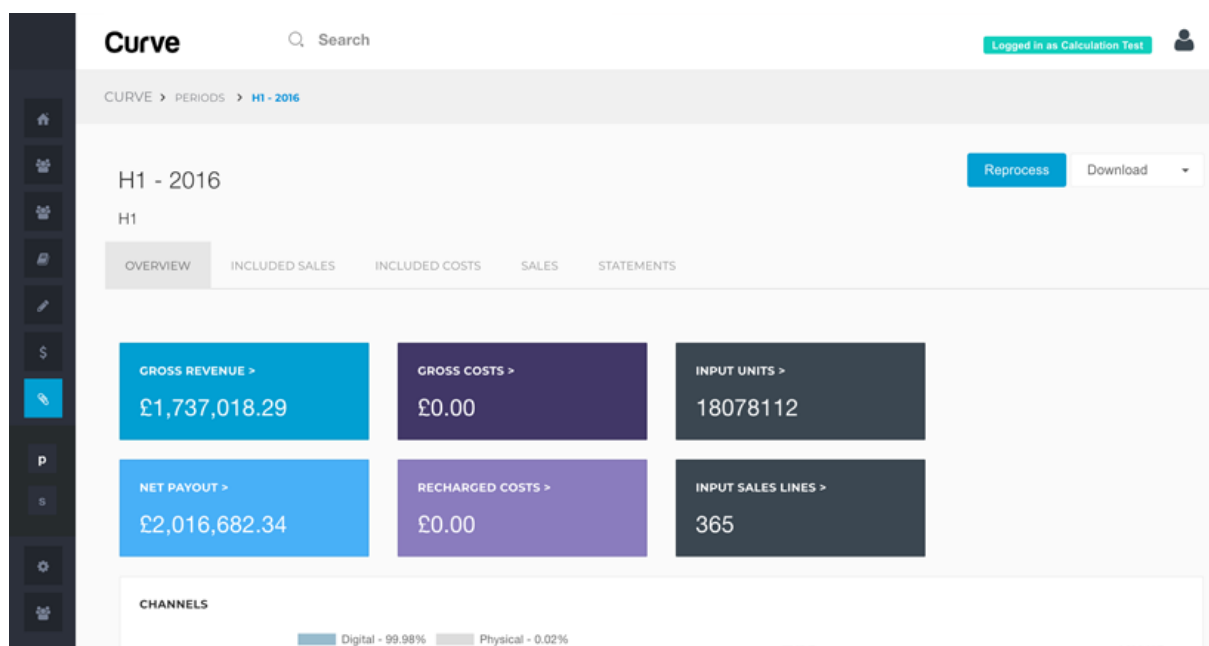 Curve
Search
Logged in as Calculation Test
CURVE > PERIODS > H1 - 2016
H1 - 2016
Reprocess
Download
H1
OVERVIEW INCLUDED SALES INCLUDED COSTS SALES STATEMENTS
GROSS REVENUE >
£1,737,018.29
GROSS COSTS >
£0.00
INPUT UNITS >
18078112
NET PAYOUT >
£2,016,682.34
RECHARGED COSTS >
£0.00
INPUT SALES LINES >
365
P
S
CHANNELS
Digital - 99.98% Physical - 0.02%